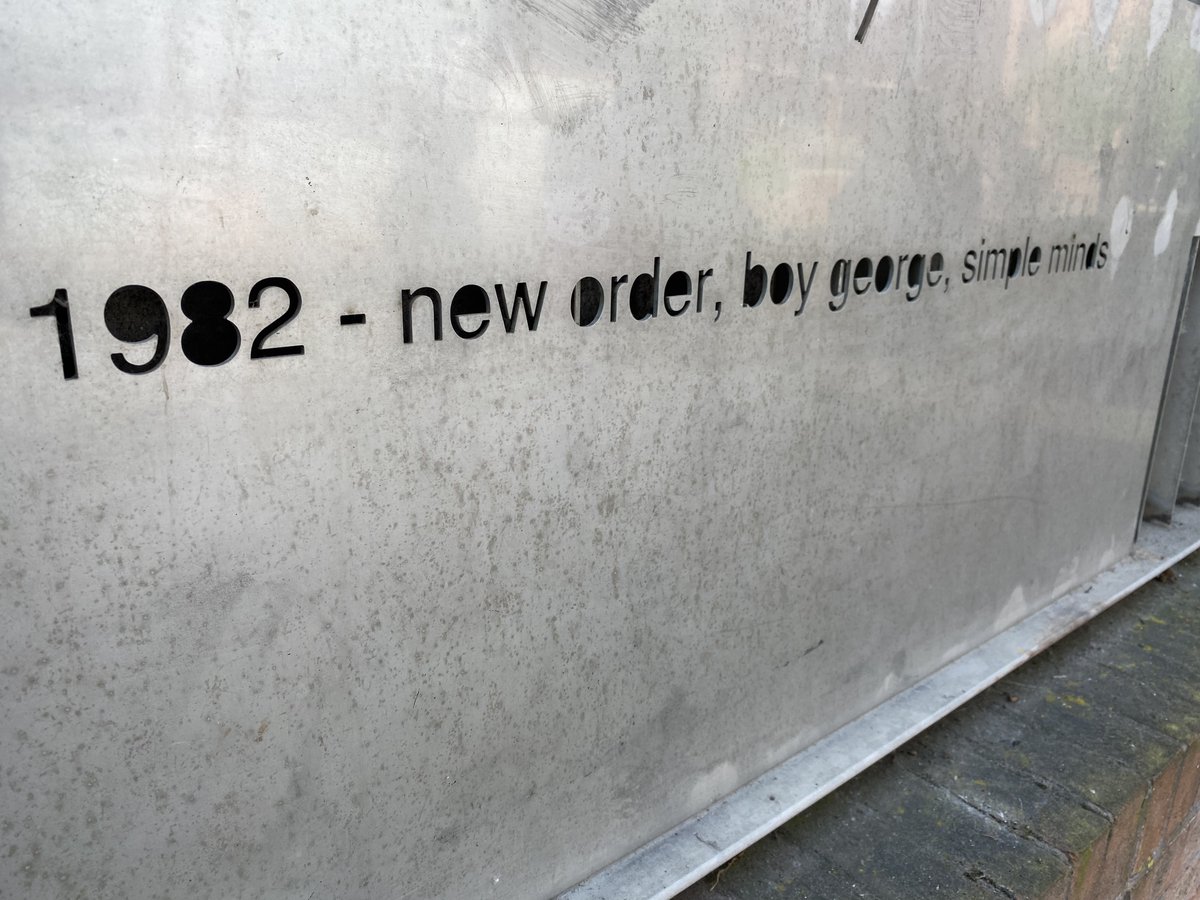 1982 - new order, boy george, simple minds